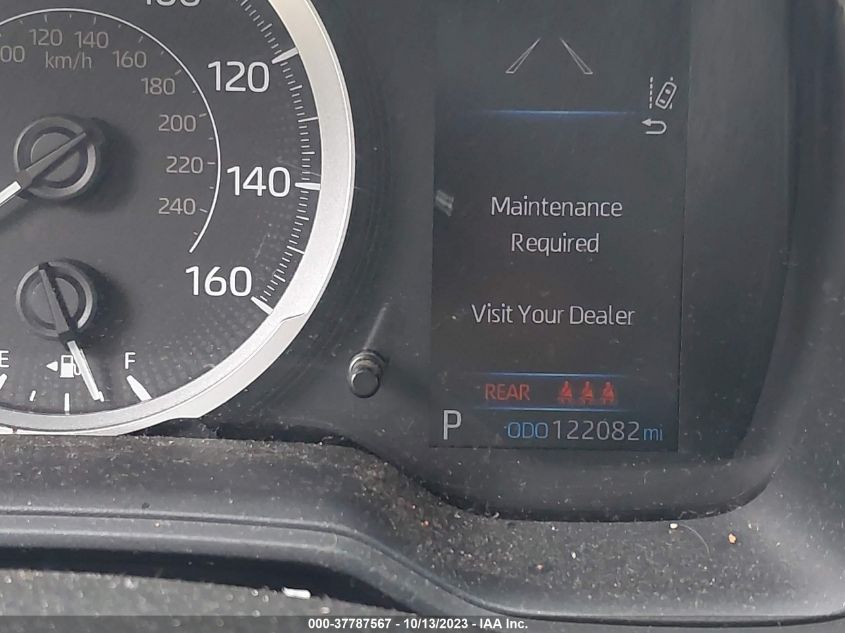 120 140
km/h 160
180
120
200
220
140
240
160
E F
Maintenance
Required
Visit Your Dealer
REAR
P ODO 122082 mi
000-37787567 - 10/13/2023 - IAA Inc.